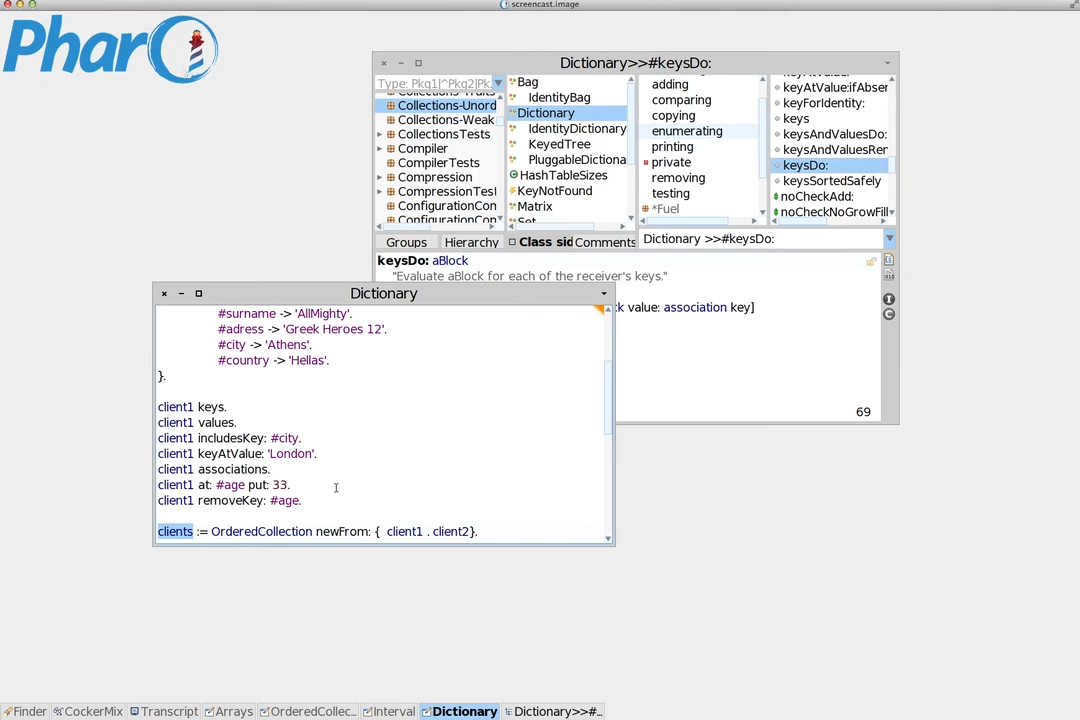 screencast.image
Pharo
Dictionary>>#keysDo:
Type: Pkg1|^Pkg2|Pk
Collections-Unord
Collections-Weak
CollectionsTests
Compiler
CompilerTests
Compression
CompressionTest
ConfigurationCon
ConfigurationCon
Bag
IdentityBag
Dictionary
IdentityDictionary
KeyedTree
PluggableDictiona
HashTableSizes
KeyNotFound
Matrix
Set
adding
comparing
copying
enumerating
printing
private
removing
testing
*Fuel
keyAtValue:
keyAtValue:ifAbser
keyForIdentity:
keys
keysAndValuesDo:
keysAndValuesRer
keysDo:
keysSortedSafely
noCheckAdd:
noCheckNoGrowFill
Groups
Hierarchy
Class sid
Comments
Dictionary >>#keysDo:
keysDo: aBlock
"Evaluate aBlock for each of the receiver's keys."
ck value: association key]
69
Dictionary
#surname -> 'AllMighty'.
#adress -> 'Greek Heroes 12'.
#city -> 'Athens'.
#country -> 'Hellas'.
}.
client1 keys.
client1 values.
client1 includesKey: #city.
client1 keyAtValue: 'London'.
client1 associations.
client1 at: #age put: 33.
client1 removeKey: #age.
clients := OrderedCollection newFrom: {  client1 . client2}.
Finder
CockerMix
Transcript
Arrays
OrderedCollec...
Interval
Dictionary
Dictionary>>#...